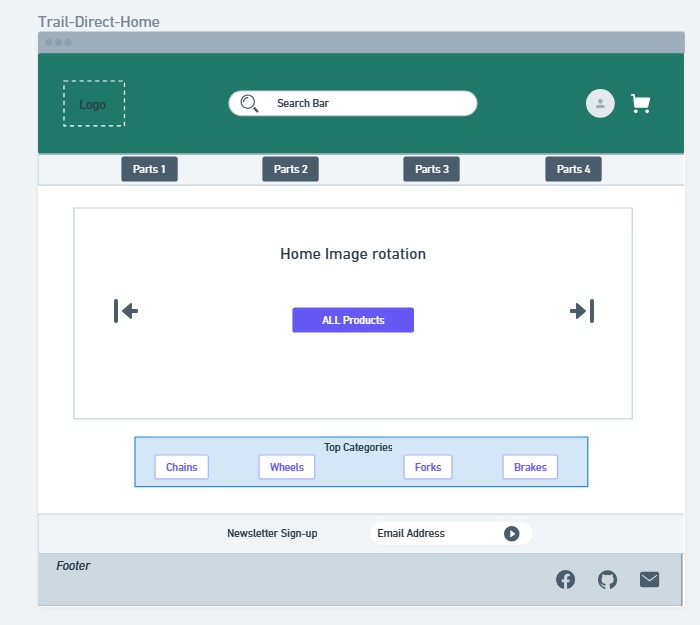 Trail-Direct-Home
Logo
Search Bar
Parts 1
Parts 2
Parts 3
Parts 4
Home Image rotation
ALL Products
Top Categories
Chains
Wheels
Forks
Brakes
Newsletter Sign-up
Email Address
Footer